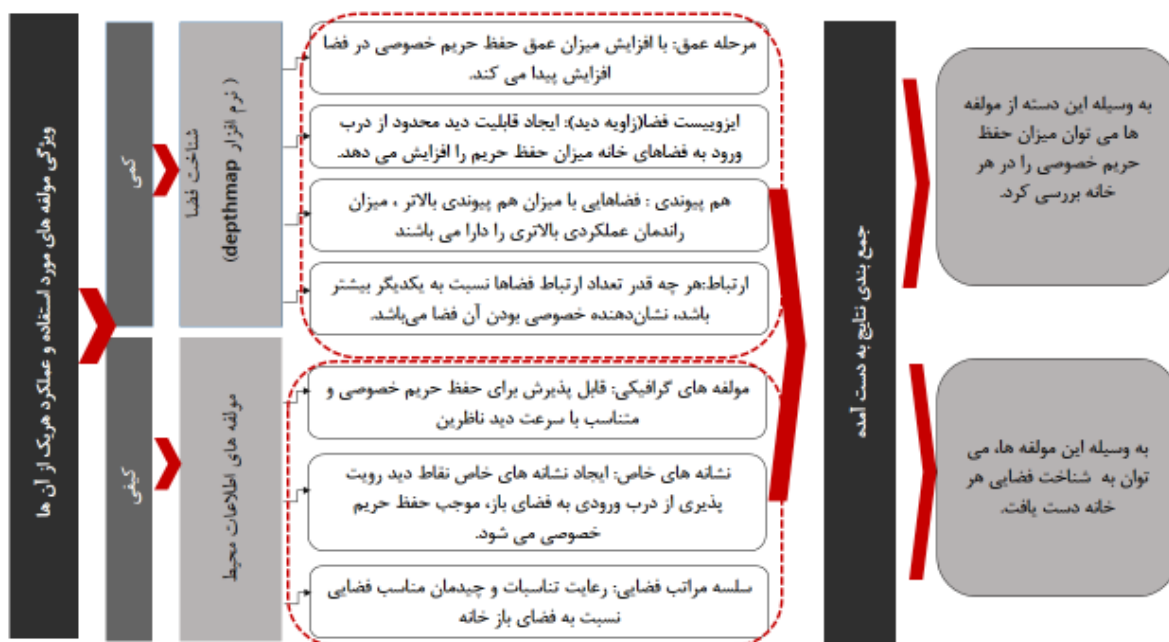 ویژگی مولفه های مورد استفاده و عملکرد هریک از آن ها
کمی
شناخت فضا
( نرم افزار depthmap)
مرحله عمق: با افزایش میزان عمق حفظ حریم خصوصی در فضا
افزایش پیدا می کند.
ایزوییست فضا(زاویه دید): ایجاد قابلیت دید محدود از درب
ورود به فضاهای خانه میزان حفظ حریم را افزایش می دهد.
هم پیوندی : فضاهایی با میزان هم پیوندی بالاتر ، میزان
راندمان عملکردی بالاتری را دارا می باشند
ارتباط:هر چه قدر تعداد ارتباط فضاها نسبت به یکدیگر بیشتر
باشد، نشان‌دهنده خصوصی بودن آن فضا می‌باشد.
کیفی
مولفه های اطلاعات محیط
مولفه های گرافیکی: قابل پذیرش برای حفظ حریم خصوصی و
متناسب با سرعت دید ناظرین
نشانه های خاص: ایجاد نشانه های خاص نقاط دید رویت
پذیری از درب ورودی به فضای باز، موجب حفظ حریم
خصوصی می شود.
سلسه مراتب فضایی: رعایت تناسبات و چیدمان مناسب فضایی
نسبت به فضای باز خانه
جمع بندی نتایج به دست آمده
به وسیله این دسته از مولفه
ها می توان میزان حفظ
حریم خصوصی را در هر
خانه بررسی کرد.
به وسیله این مولفه ها، می
توان به شناخت فضایی هر
خانه دست یافت.